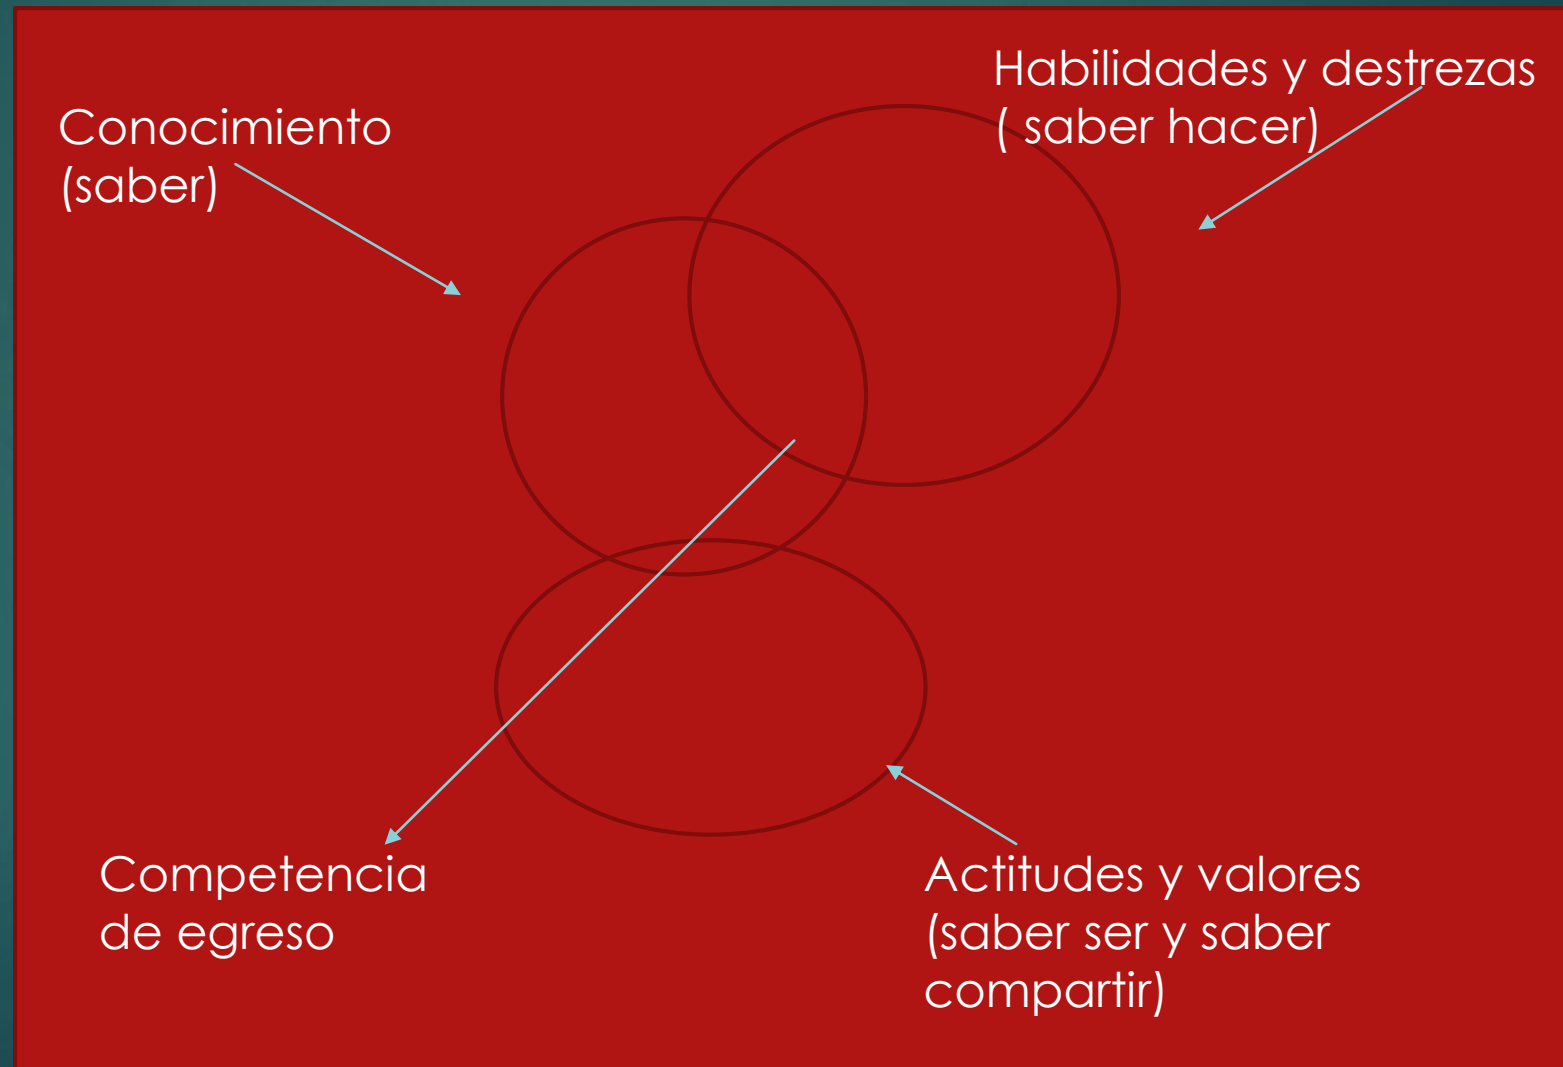 Habilidades y destrezas
( saber hacer)
Conocimiento
(saber)
Competencia
de egreso
Actitudes y valores
(saber ser y saber
compartir)